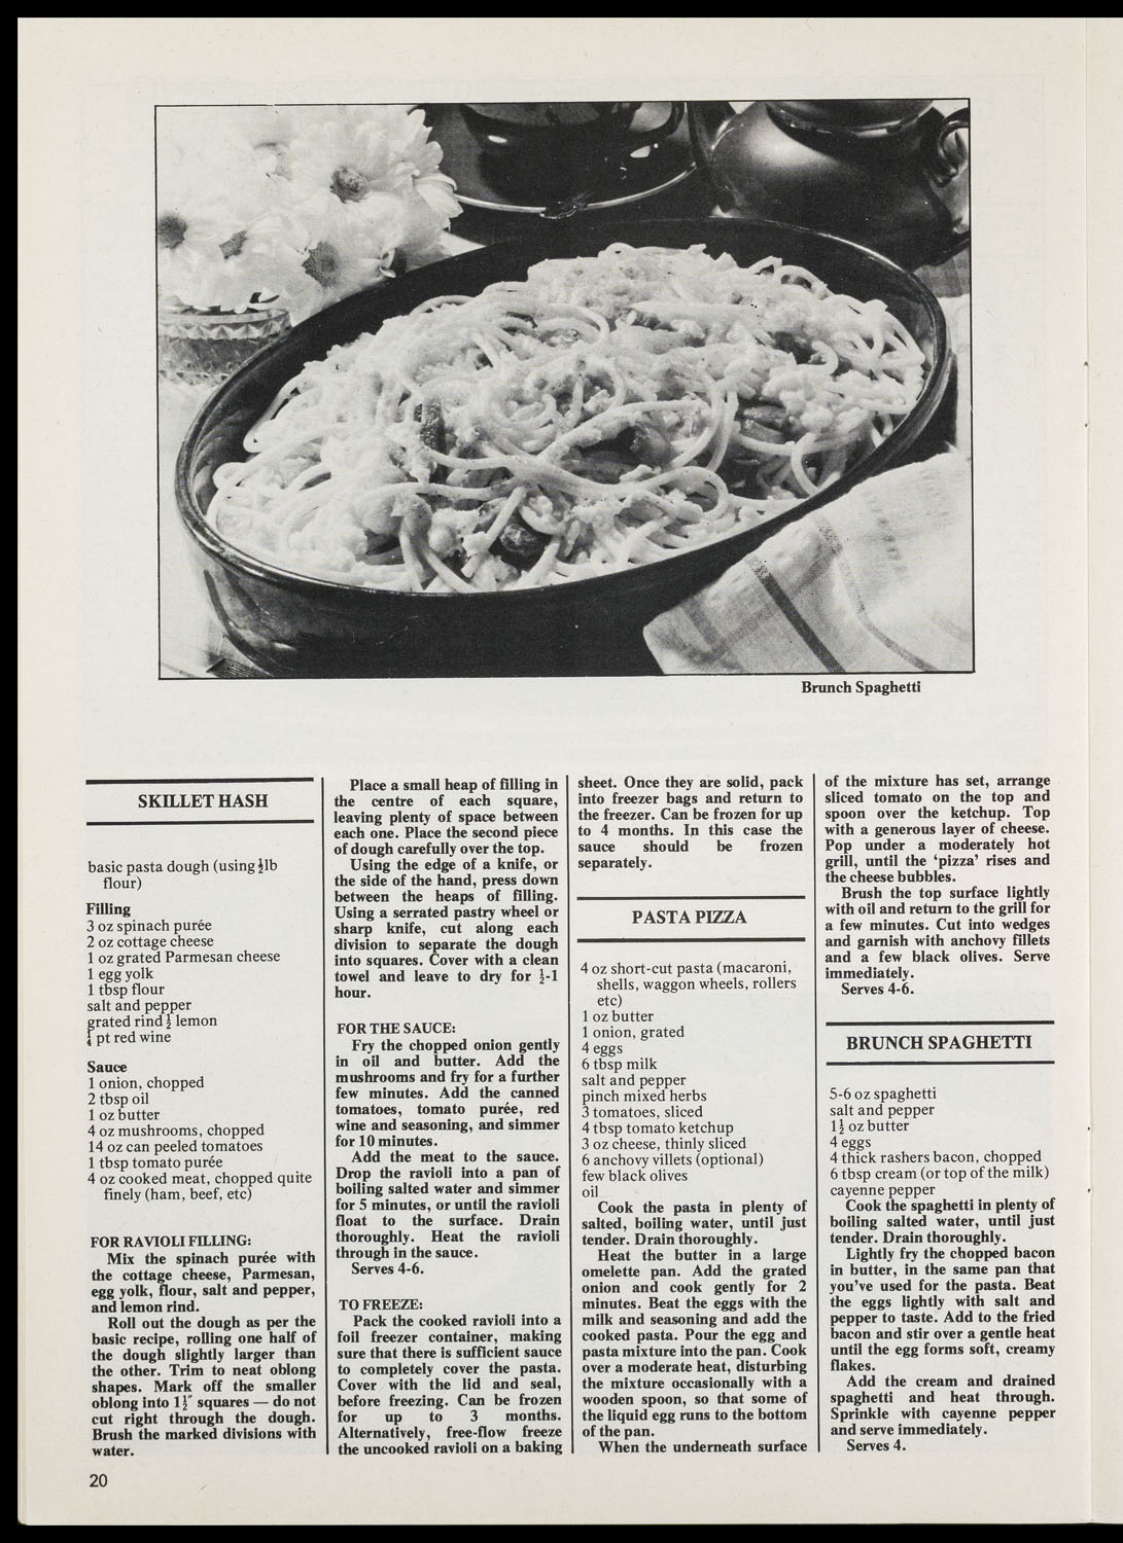 Brunch Spaghetti
SKILLET HASH
basic pasta dough (using ½lb
flour)
Filling
3 oz spinach purée
2 oz cottage cheese
1 oz grated Parmesan cheese
1 egg yolk
1 tbsp flour
salt and pepper
grated rind ½ lemon
¼ pt red wine
Sauce
1 onion, chopped
2 tbsp oil
1 oz butter
4 oz mushrooms, chopped
14 oz can peeled tomatoes
1 tbsp tomato purée
4 oz cooked meat, chopped quite
finely (ham, beef, etc)
FOR RAVIOLI FILLING:
Mix the spinach purée with
the cottage cheese, Parmesan,
egg yolk, flour, salt and pepper,
and lemon rind.
Roll out the dough as per the
basic recipe, rolling one half of
the dough slightly larger than
the other. Trim to neat oblong
shapes. Mark off the smaller
oblong into 1½″ squares — do not
cut right through the dough.
Brush the marked divisions with
water.
Place a small heap of filling in
the centre of each square,
leaving plenty of space between
each one. Place the second piece
of dough carefully over the top.
Using the edge of a knife, or
the side of the hand, press down
between the heaps of filling.
Using a serrated pastry wheel or
sharp knife, cut along each
division to separate the dough
into squares. Cover with a clean
towel and leave to dry for ½-1
hour.
FOR THE SAUCE:
Fry the chopped onion gently
in oil and butter. Add the
mushrooms and fry for a further
few minutes. Add the canned
tomatoes, tomato purée, red
wine and seasoning, and simmer
for 10 minutes.
Add the meat to the sauce.
Drop the ravioli into a pan of
boiling salted water and simmer
for 5 minutes, or until the ravioli
float to the surface. Drain
thoroughly. Heat the ravioli
through in the sauce.
Serves 4-6.
TO FREEZE:
Pack the cooked ravioli into a
foil freezer container, making
sure that there is sufficient sauce
to completely cover the pasta.
Cover with the lid and seal,
before freezing. Can be frozen
for up to 3 months.
Alternatively, free-flow freeze
the uncooked ravioli on a baking
sheet. Once they are solid, pack
into freezer bags and return to
the freezer. Can be frozen for up
to 4 months. In this case the
sauce should be frozen
separately.
PASTA PIZZA
4 oz short-cut pasta (macaroni,
shells, waggon wheels, rollers
etc)
1 oz butter
1 onion, grated
4 eggs
6 tbsp milk
salt and pepper
pinch mixed herbs
3 tomatoes, sliced
4 tbsp tomato ketchup
3 oz cheese, thinly sliced
6 anchovy villets (optional)
few black olives
oil
Cook the pasta in plenty of
salted, boiling water, until just
tender. Drain thoroughly.
Heat the butter in a large
omelette pan. Add the grated
onion and cook gently for 2
minutes. Beat the eggs with the
milk and seasoning and add the
cooked pasta. Pour the egg and
pasta mixture into the pan. Cook
over a moderate heat, disturbing
the mixture occasionally with a
wooden spoon, so that some of
the liquid egg runs to the bottom
of the pan.
When the underneath surface
of the mixture has set, arrange
sliced tomato on the top and
spoon over the ketchup. Top
with a generous layer of cheese.
Pop under a moderately hot
grill, until the ‘pizza’ rises and
the cheese bubbles.
Brush the top surface lightly
with oil and return to the grill for
a few minutes. Cut into wedges
and garnish with anchovy fillets
and a few black olives. Serve
immediately.
Serves 4-6.
BRUNCH SPAGHETTI
5-6 oz spaghetti
salt and pepper
1½ oz butter
4 eggs
4 thick rashers bacon, chopped
6 tbsp cream (or top of the milk)
cayenne pepper
Cook the spaghetti in plenty of
boiling salted water, until just
tender. Drain thoroughly.
Lightly fry the chopped bacon
in butter, in the same pan that
you've used for the pasta. Beat
the eggs lightly with salt and
pepper to taste. Add to the fried
bacon and stir over a gentle heat
until the egg forms soft, creamy
flakes.
Add the cream and drained
spaghetti and heat through.
Sprinkle with cayenne pepper
and serve immediately.
Serves 4.
20